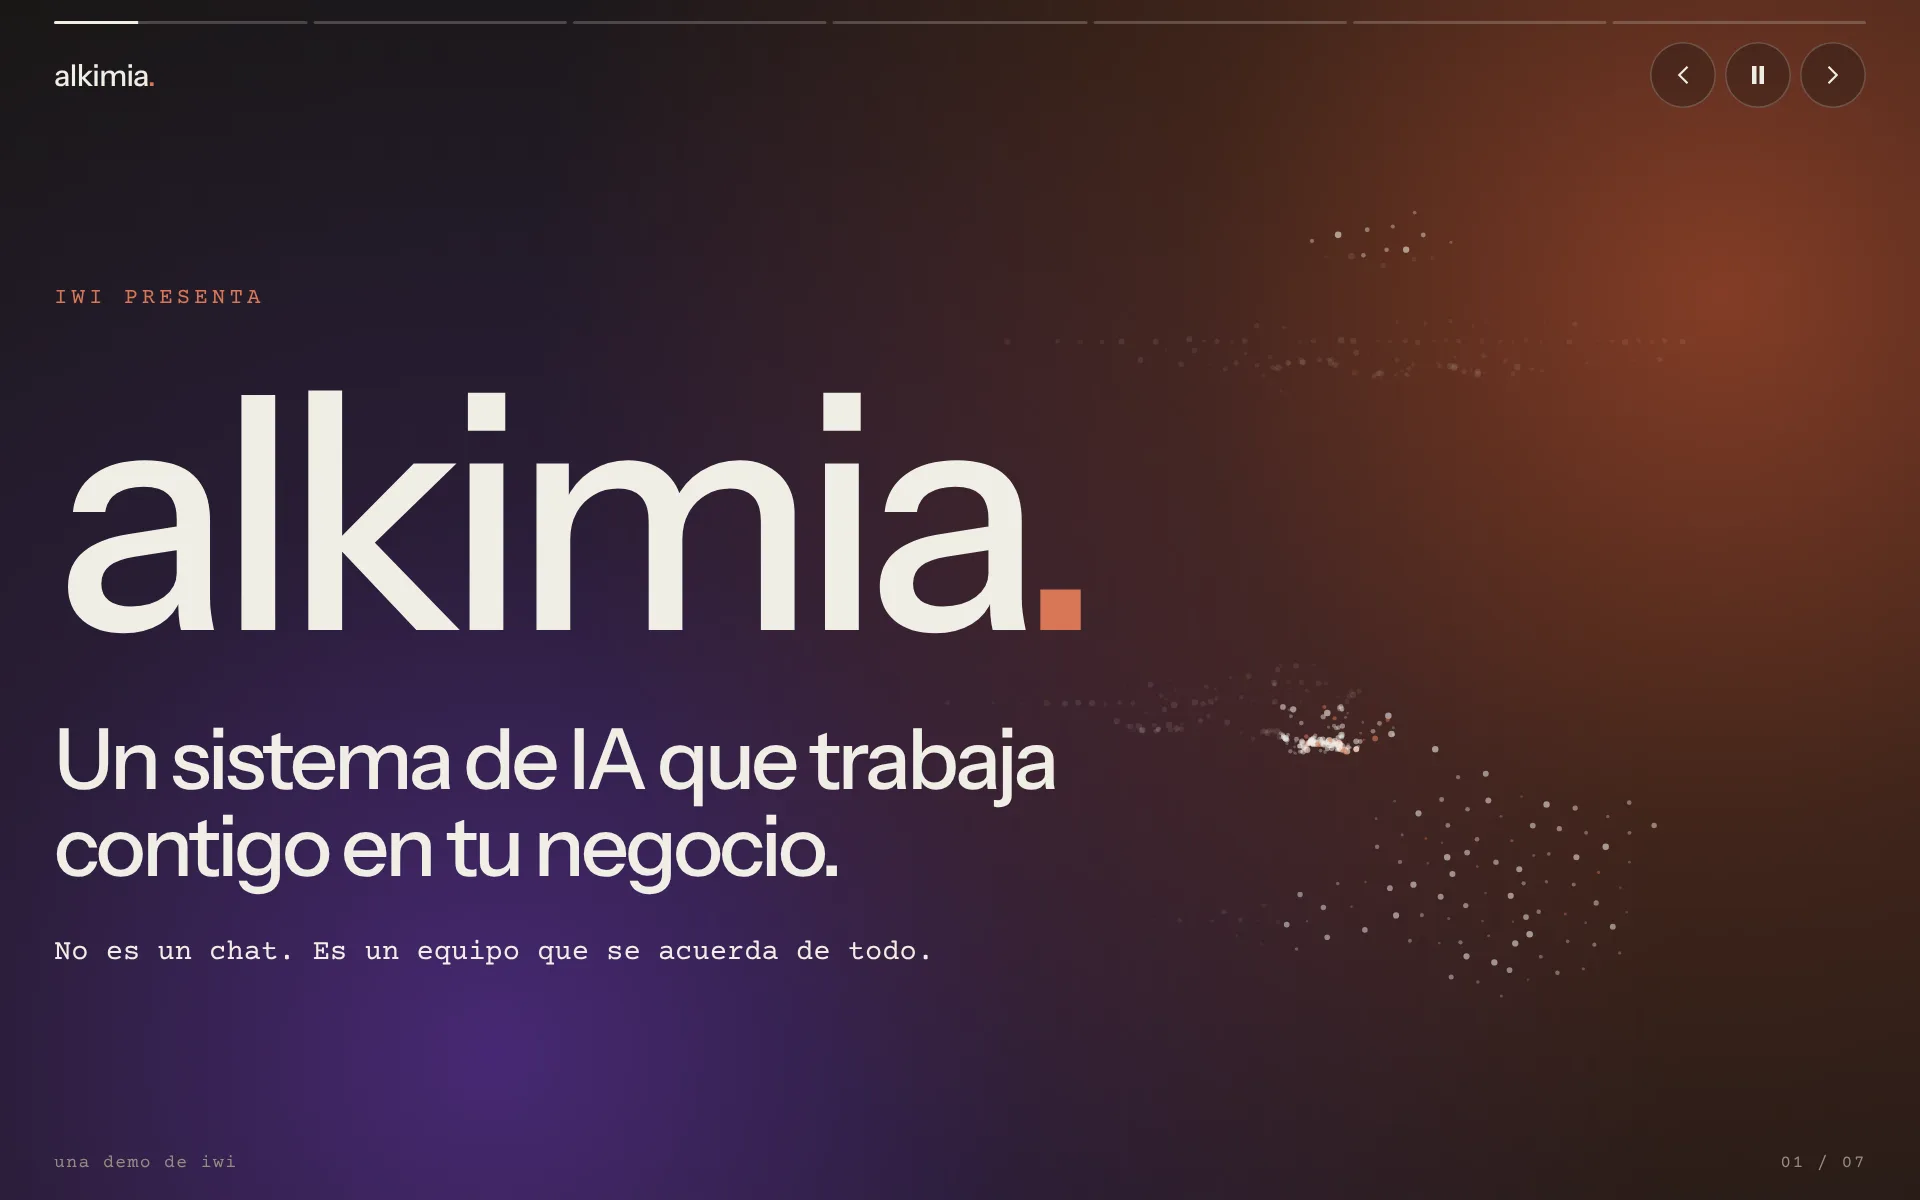 alkimia.
IWI PRESENTA
alkimia.
Un sistema de IA que trabaja
contigo en tu negocio.
No es un chat. Es un equipo que se acuerda de todo.
una demo de iwi
01 / 07